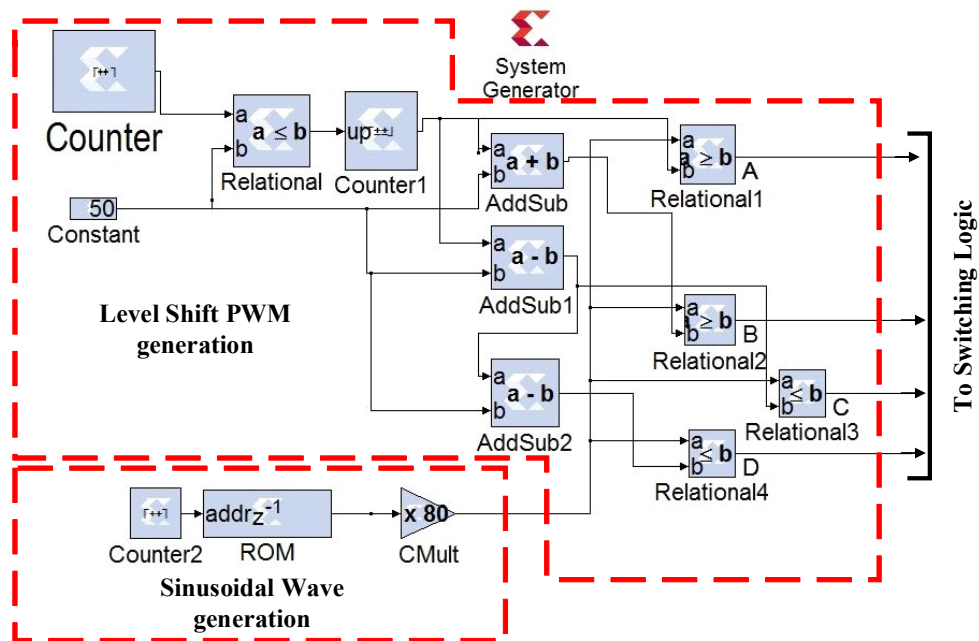 System
Generator
Counter
a
b
a ≤ b
Relational
up
Counter1
50
Constant
a
b
a + b
AddSub
a
b
a - b
AddSub1
a
b
a - b
AddSub2
a
b
a ≥ b
Relational1
A
a
b
a ≥ b
Relational2
B
a
b
≤ b
Relational3
C
a
b
≤ b
Relational4
D
To Switching Logic
Level Shift PWM
generation
Counter2
addr z-1
ROM
x 80
CMult
Sinusoidal Wave
generation